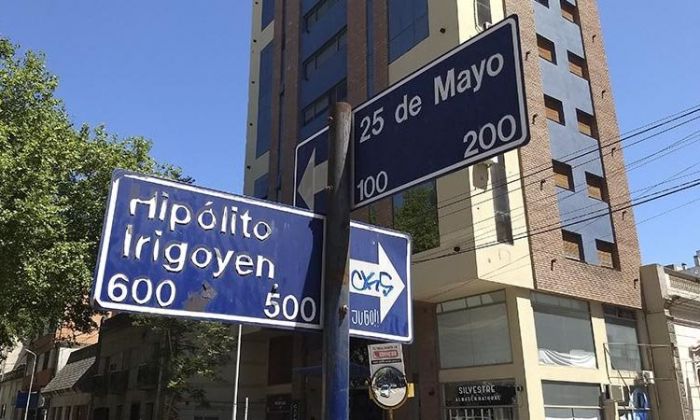 25 de Mayo
100 200
Hipólito
Irigoyen
600 500
JUGO!!
SILVESTRE